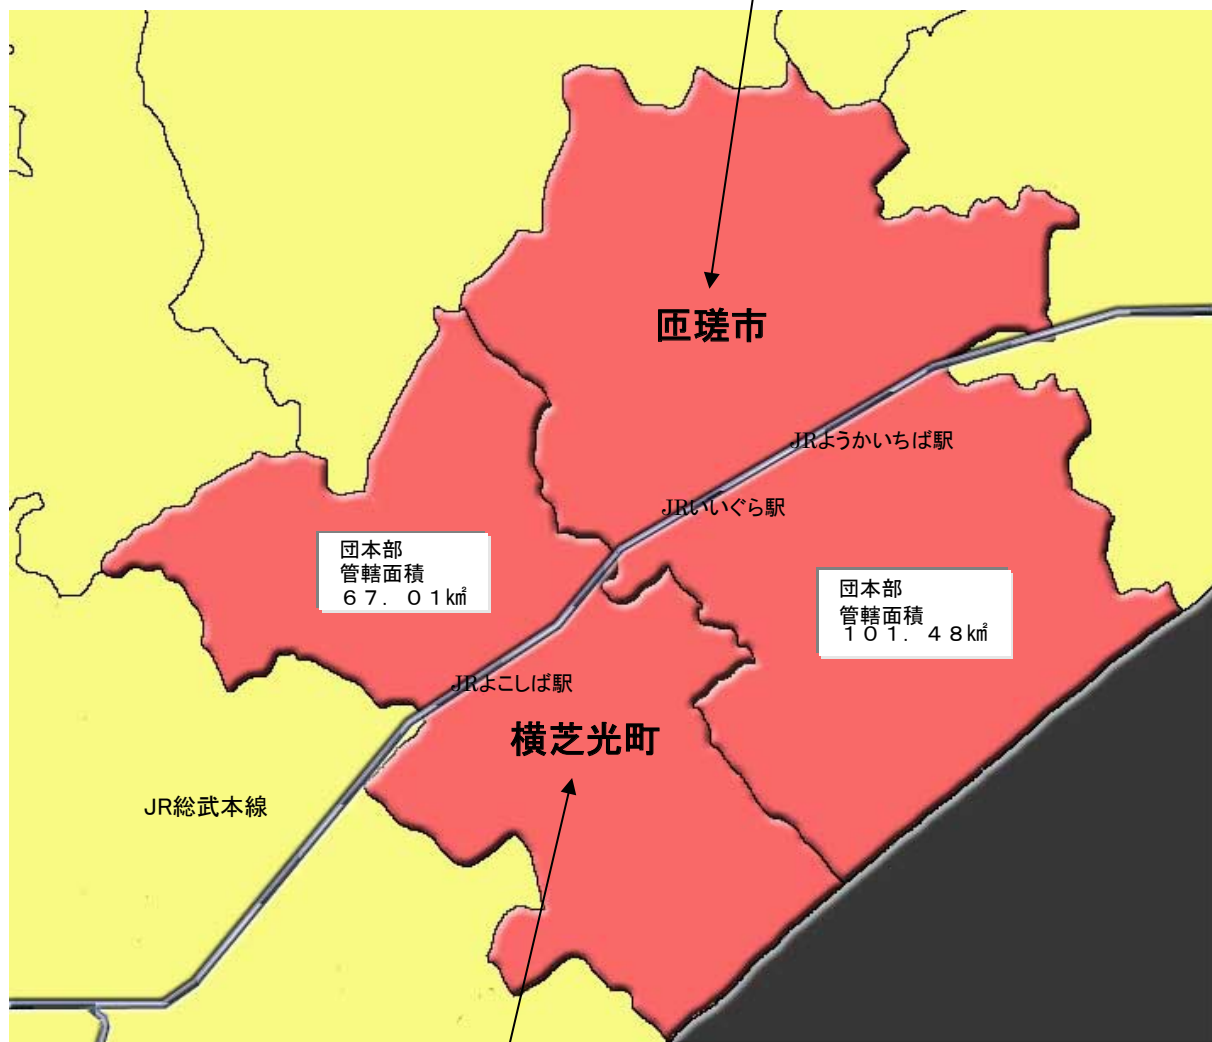 匝瑳市
JRようかいちば駅
JRいいぐら駅
団本部
管轄面積
６７．０１㎢
団本部
管轄面積
１０１．４８㎢
JRよこしば駅
横芝光町
JR総武本線